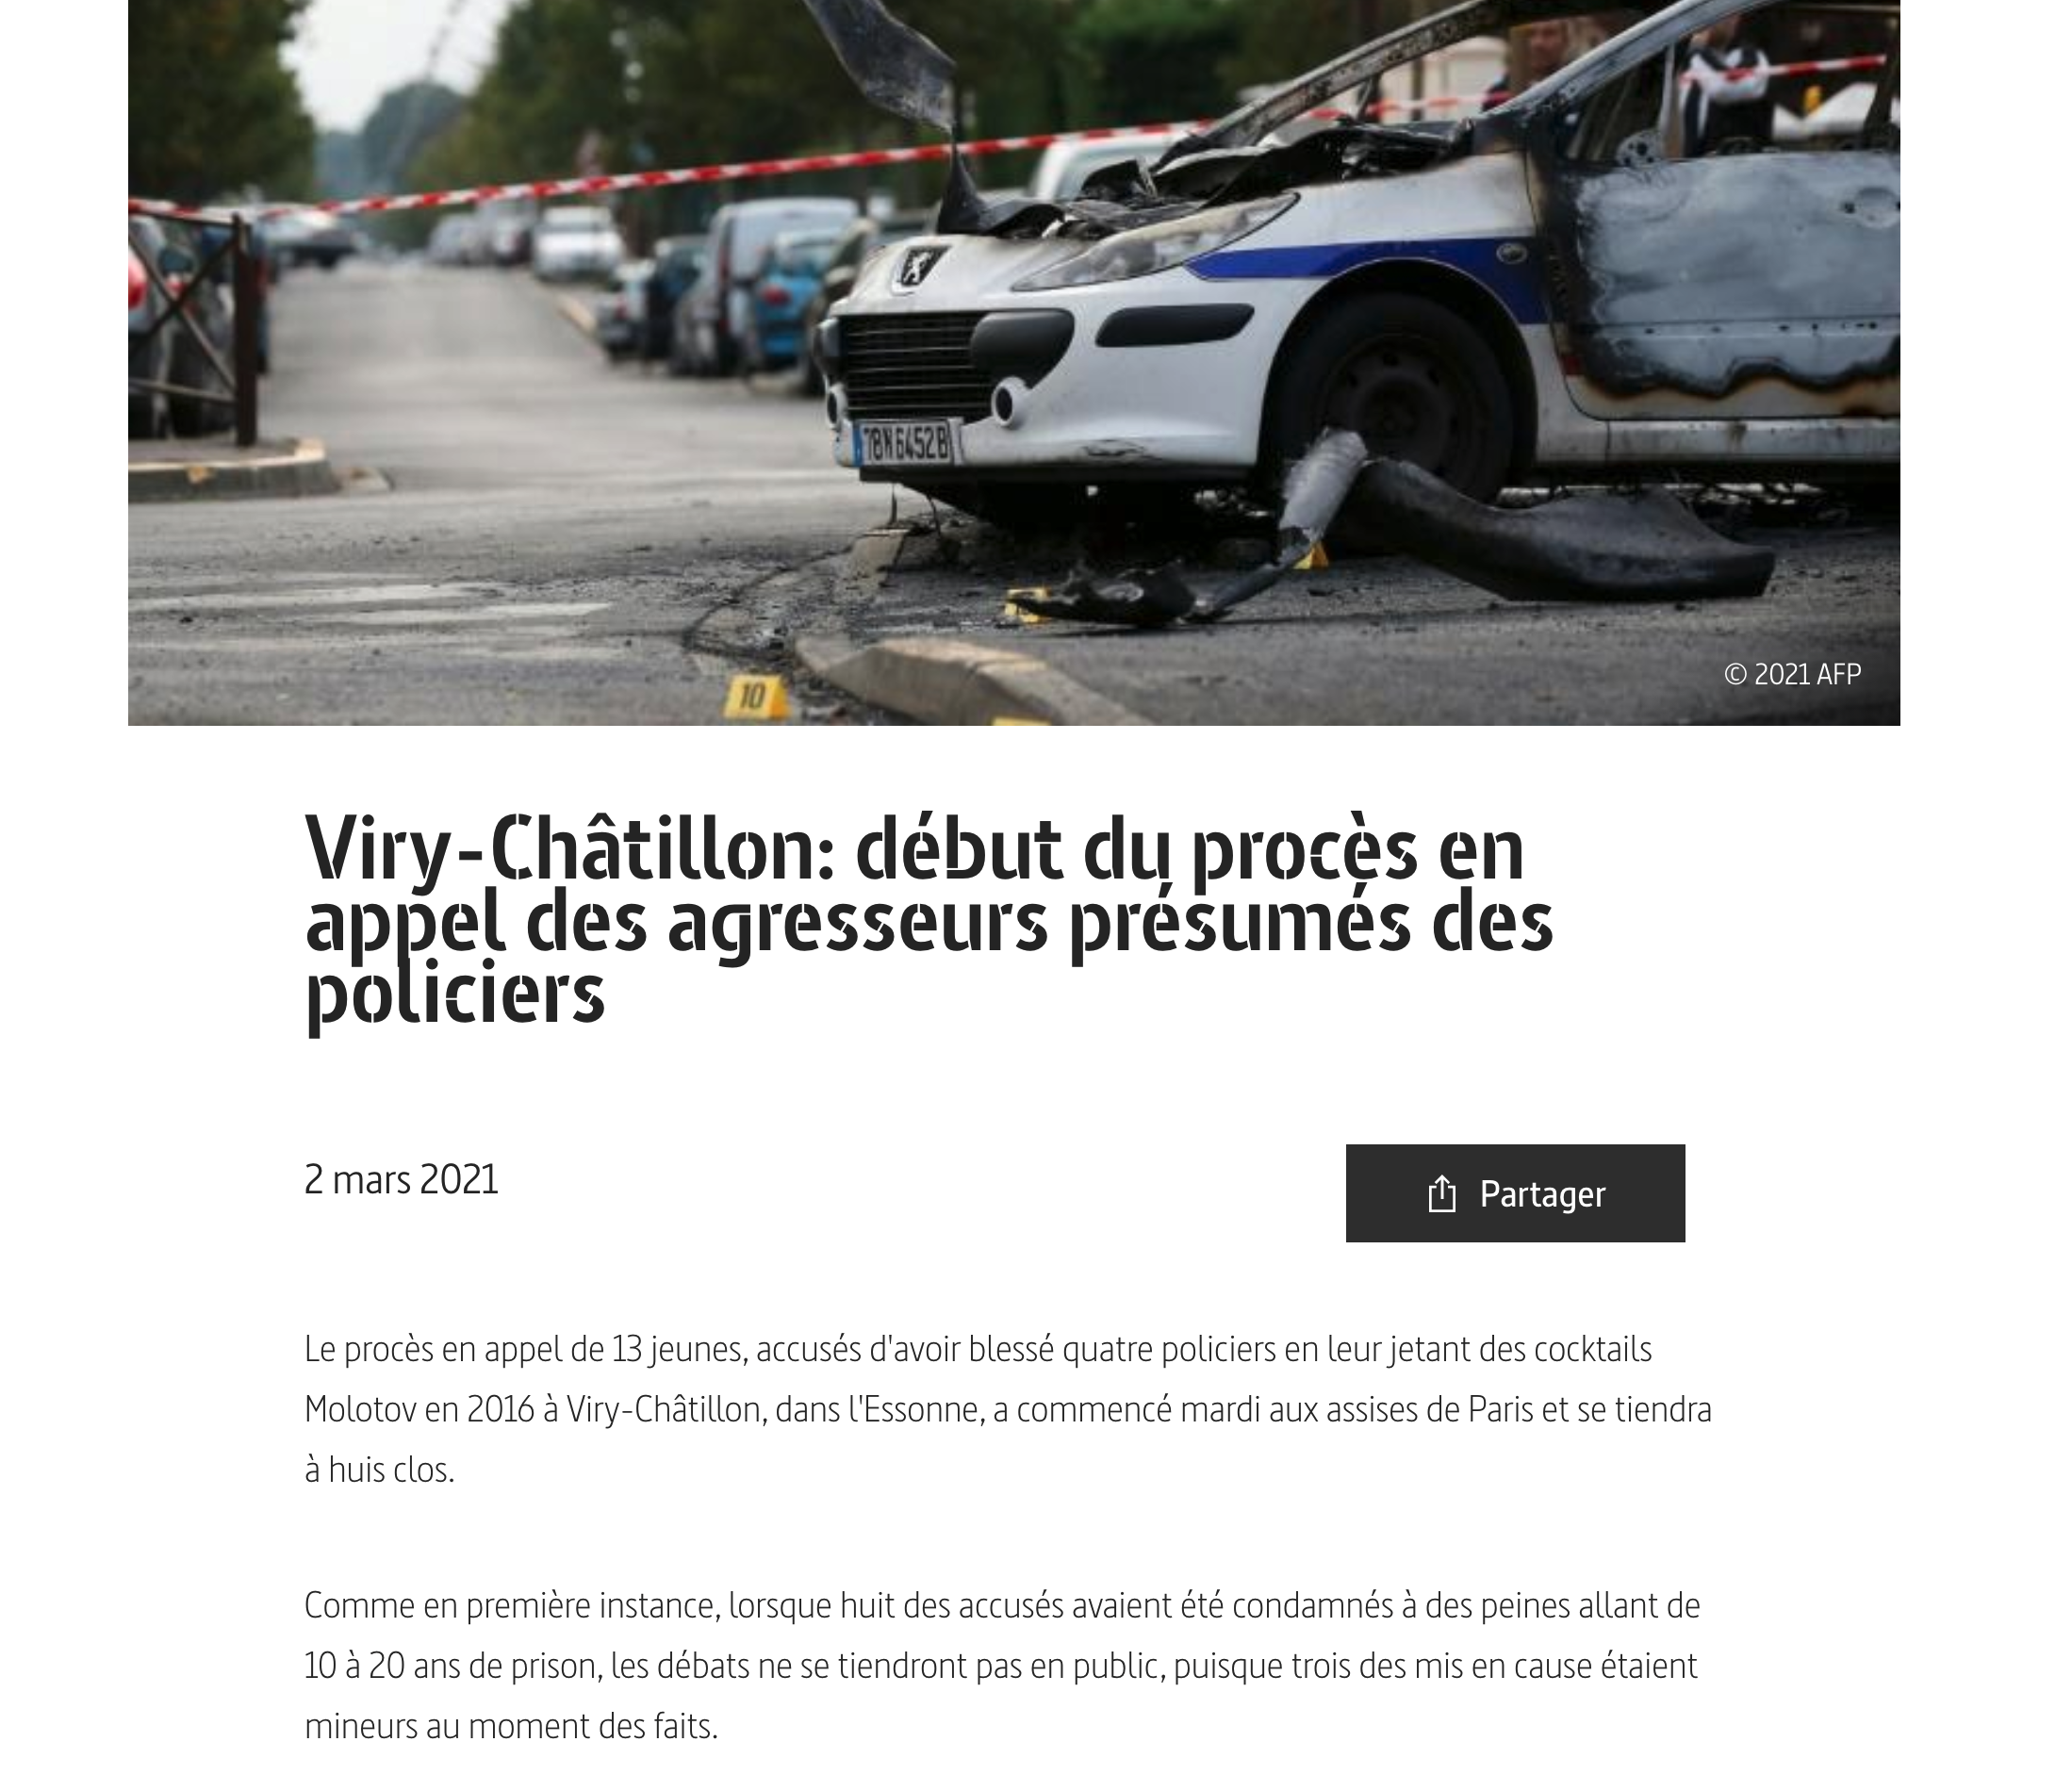 78N6452B
© 2021 AFP
10
Viry-Châtillon: début du procès en
appel des agresseurs présumés des
policiers
2 mars 2021
Partager
Le procès en appel de 13 jeunes, accusés d'avoir blessé quatre policiers en leur jetant des cocktails
Molotov en 2016 à Viry-Châtillon, dans l'Essonne, a commencé mardi aux assises de Paris et se tiendra
à huis clos.
Comme en première instance, lorsque huit des accusés avaient été condamnés à des peines allant de
10 à 20 ans de prison, les débats ne se tiendront pas en public, puisque trois des mis en cause étaient
mineurs au moment des faits.